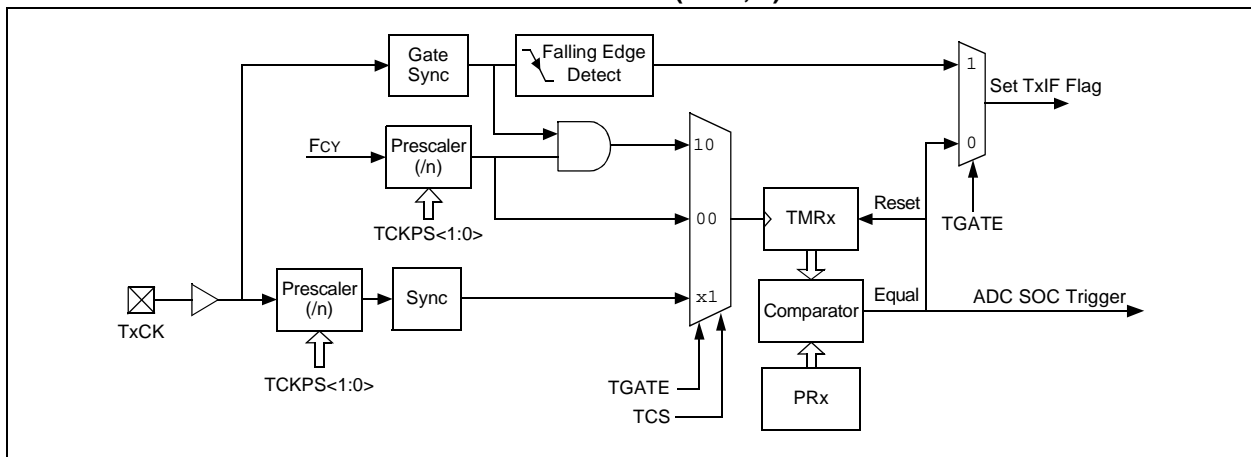 Gate
Sync
Falling Edge
Detect
1
Set TxIF Flag
FCY
Prescaler
(/n)
10
0
TCKPS<1:0>
00
TMRx
Reset
TGATE
TxCK
Prescaler
(/n)
Sync
x1
Comparator
Equal
ADC SOC Trigger
TCKPS<1:0>
TGATE
TCS
PRx